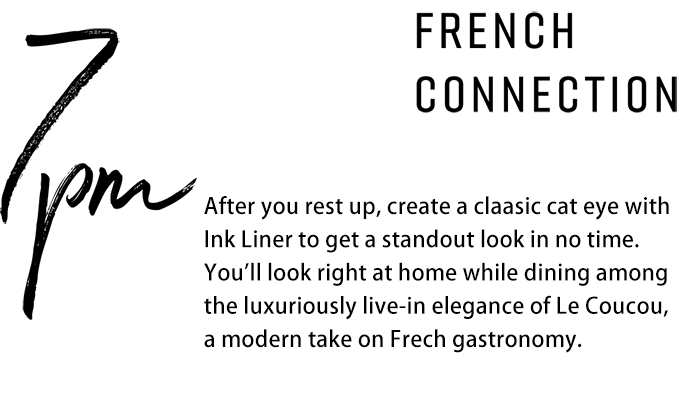 7pm
FRENCH
CONNECTION
After you rest up, create a claasic cat eye with
Ink Liner to get a standout look in no time.
You’ll look right at home while dining among
the luxuriously live-in elegance of Le Coucou,
a modern take on Frech gastronomy.